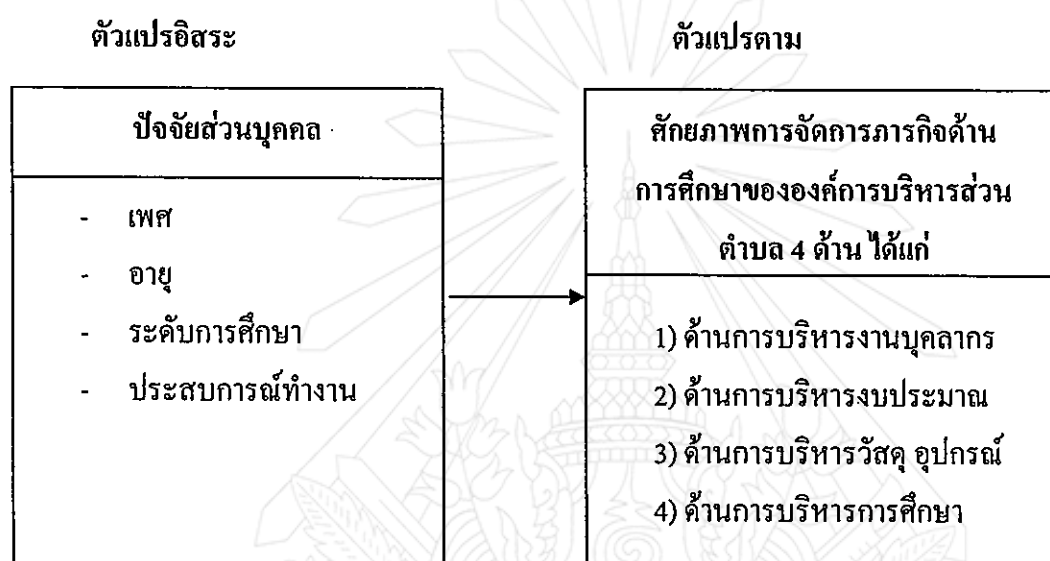 ตัวแปรอิสระ
ตัวแปรตาม
ปัจจัยส่วนบุคคล
- เพศ
- อายุ
- ระดับการศึกษา
- ประสบการณ์ทำงาน
ศักยภาพการจัดการภารกิจด้าน
การศึกษาขององค์การบริหารส่วน
ตำบล 4 ด้าน ได้แก่
1) ด้านการบริหารงานบุคลากร
2) ด้านการบริหารงบประมาณ
3) ด้านการบริหารวัสดุ อุปกรณ์
4) ด้านการบริหารการศึกษา